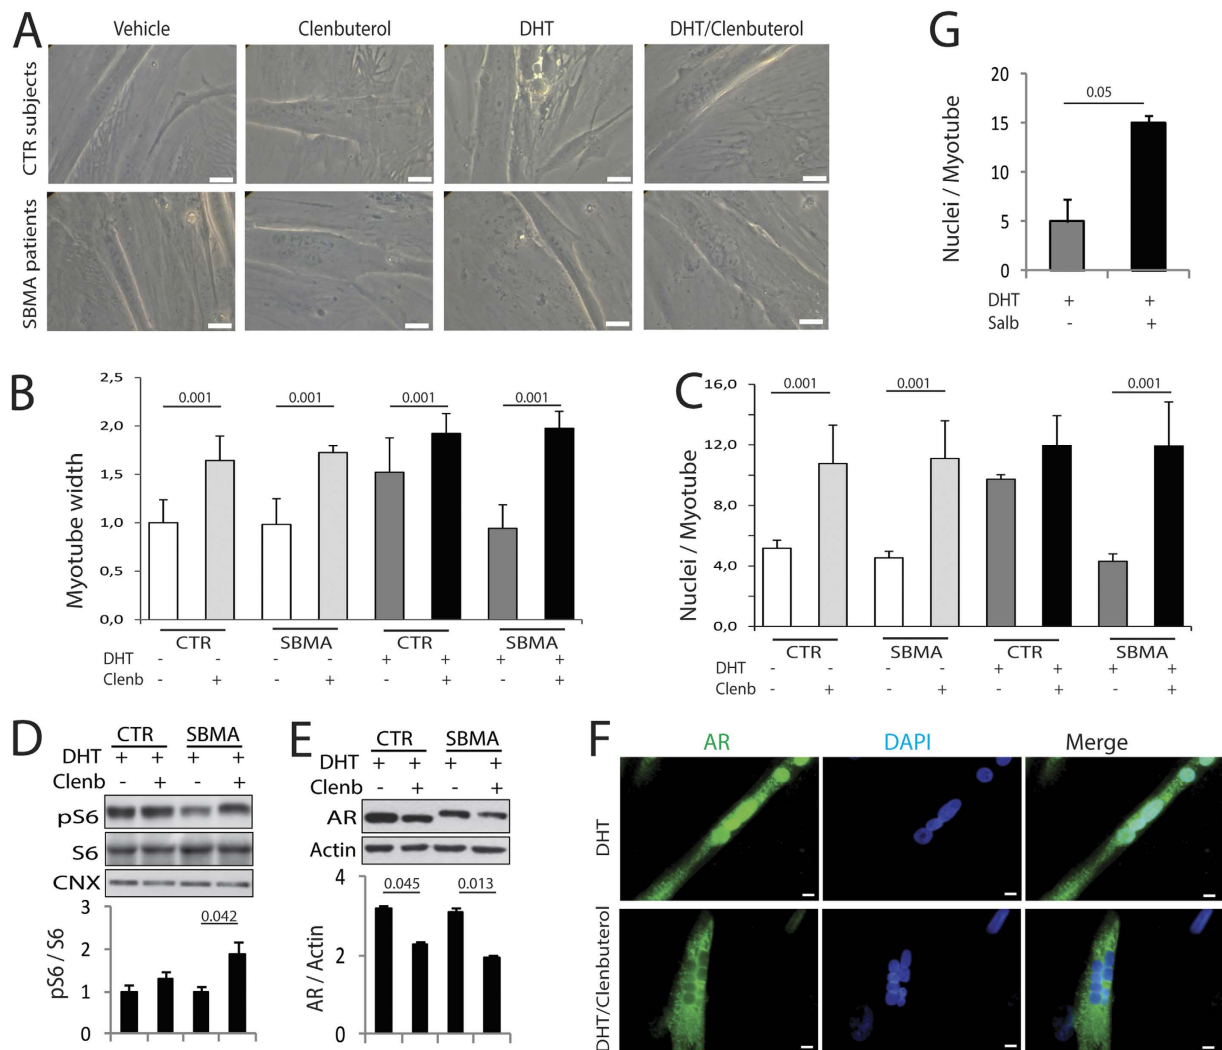 A
Vehicle
Clenbuterol
DHT
DHT/Clenbuterol
CTR subjects
SBMA patients
G
Nuclei / Myotube
20
15
10
5
0
0.05
DHT + +
Salb - +
B
Myotube width
2,5
2,0
1,5
1,0
0,5
0,0
0.001 0.001 0.001 0.001
CTR SBMA CTR SBMA
DHT - - - - + + + +
Clenb - + - + - + - +
C
Nuclei / Myotube
16,0
12,0
8,0
4,0
0,0
0.001 0.001 0.001
CTR SBMA CTR SBMA
DHT - - - - + + + +
Clenb - + - + - + - +
D
CTR SBMA
DHT + + + +
Clenb - + - +
pS6
S6
CNX
pS6 / S6
3
2
1
0
0.042
E
CTR SBMA
DHT + + + +
Clenb - + - +
AR
Actin
AR / Actin
4
2
0
0.045 0.013
F
AR DAPI Merge
DHT
DHT/Clenbuterol